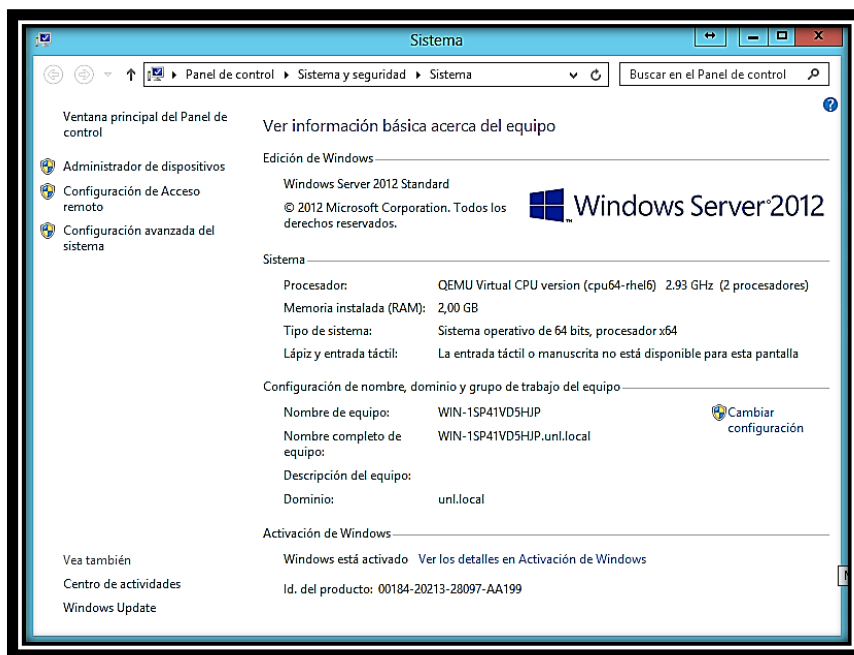 Sistema
Panel de control ▸ Sistema y seguridad ▸ Sistema
Buscar en el Panel de control
Ventana principal del Panel de
control
Administrador de dispositivos
Configuración de Acceso
remoto
Configuración avanzada del
sistema
Ver información básica acerca del equipo
Edición de Windows
Windows Server 2012 Standard
© 2012 Microsoft Corporation. Todos los
derechos reservados.
Windows Server 2012
Sistema
Procesador: QEMU Virtual CPU version (cpu64-rhel6) 2.93 GHz (2 procesadores)
Memoria instalada (RAM): 2,00 GB
Tipo de sistema: Sistema operativo de 64 bits, procesador x64
Lápiz y entrada táctil: La entrada táctil o manuscrita no está disponible para esta pantalla
Configuración de nombre, dominio y grupo de trabajo del equipo
Nombre de equipo: WIN-1SP41VD5HJP
Cambiar
configuración
Nombre completo de
equipo:
WIN-1SP41VD5HJP.unl.local
Descripción del equipo:
Dominio: unl.local
Activación de Windows
Windows está activado Ver los detalles en Activación de Windows
Id. del producto: 00184-20213-28097-AA199
Vea también
Centro de actividades
Windows Update